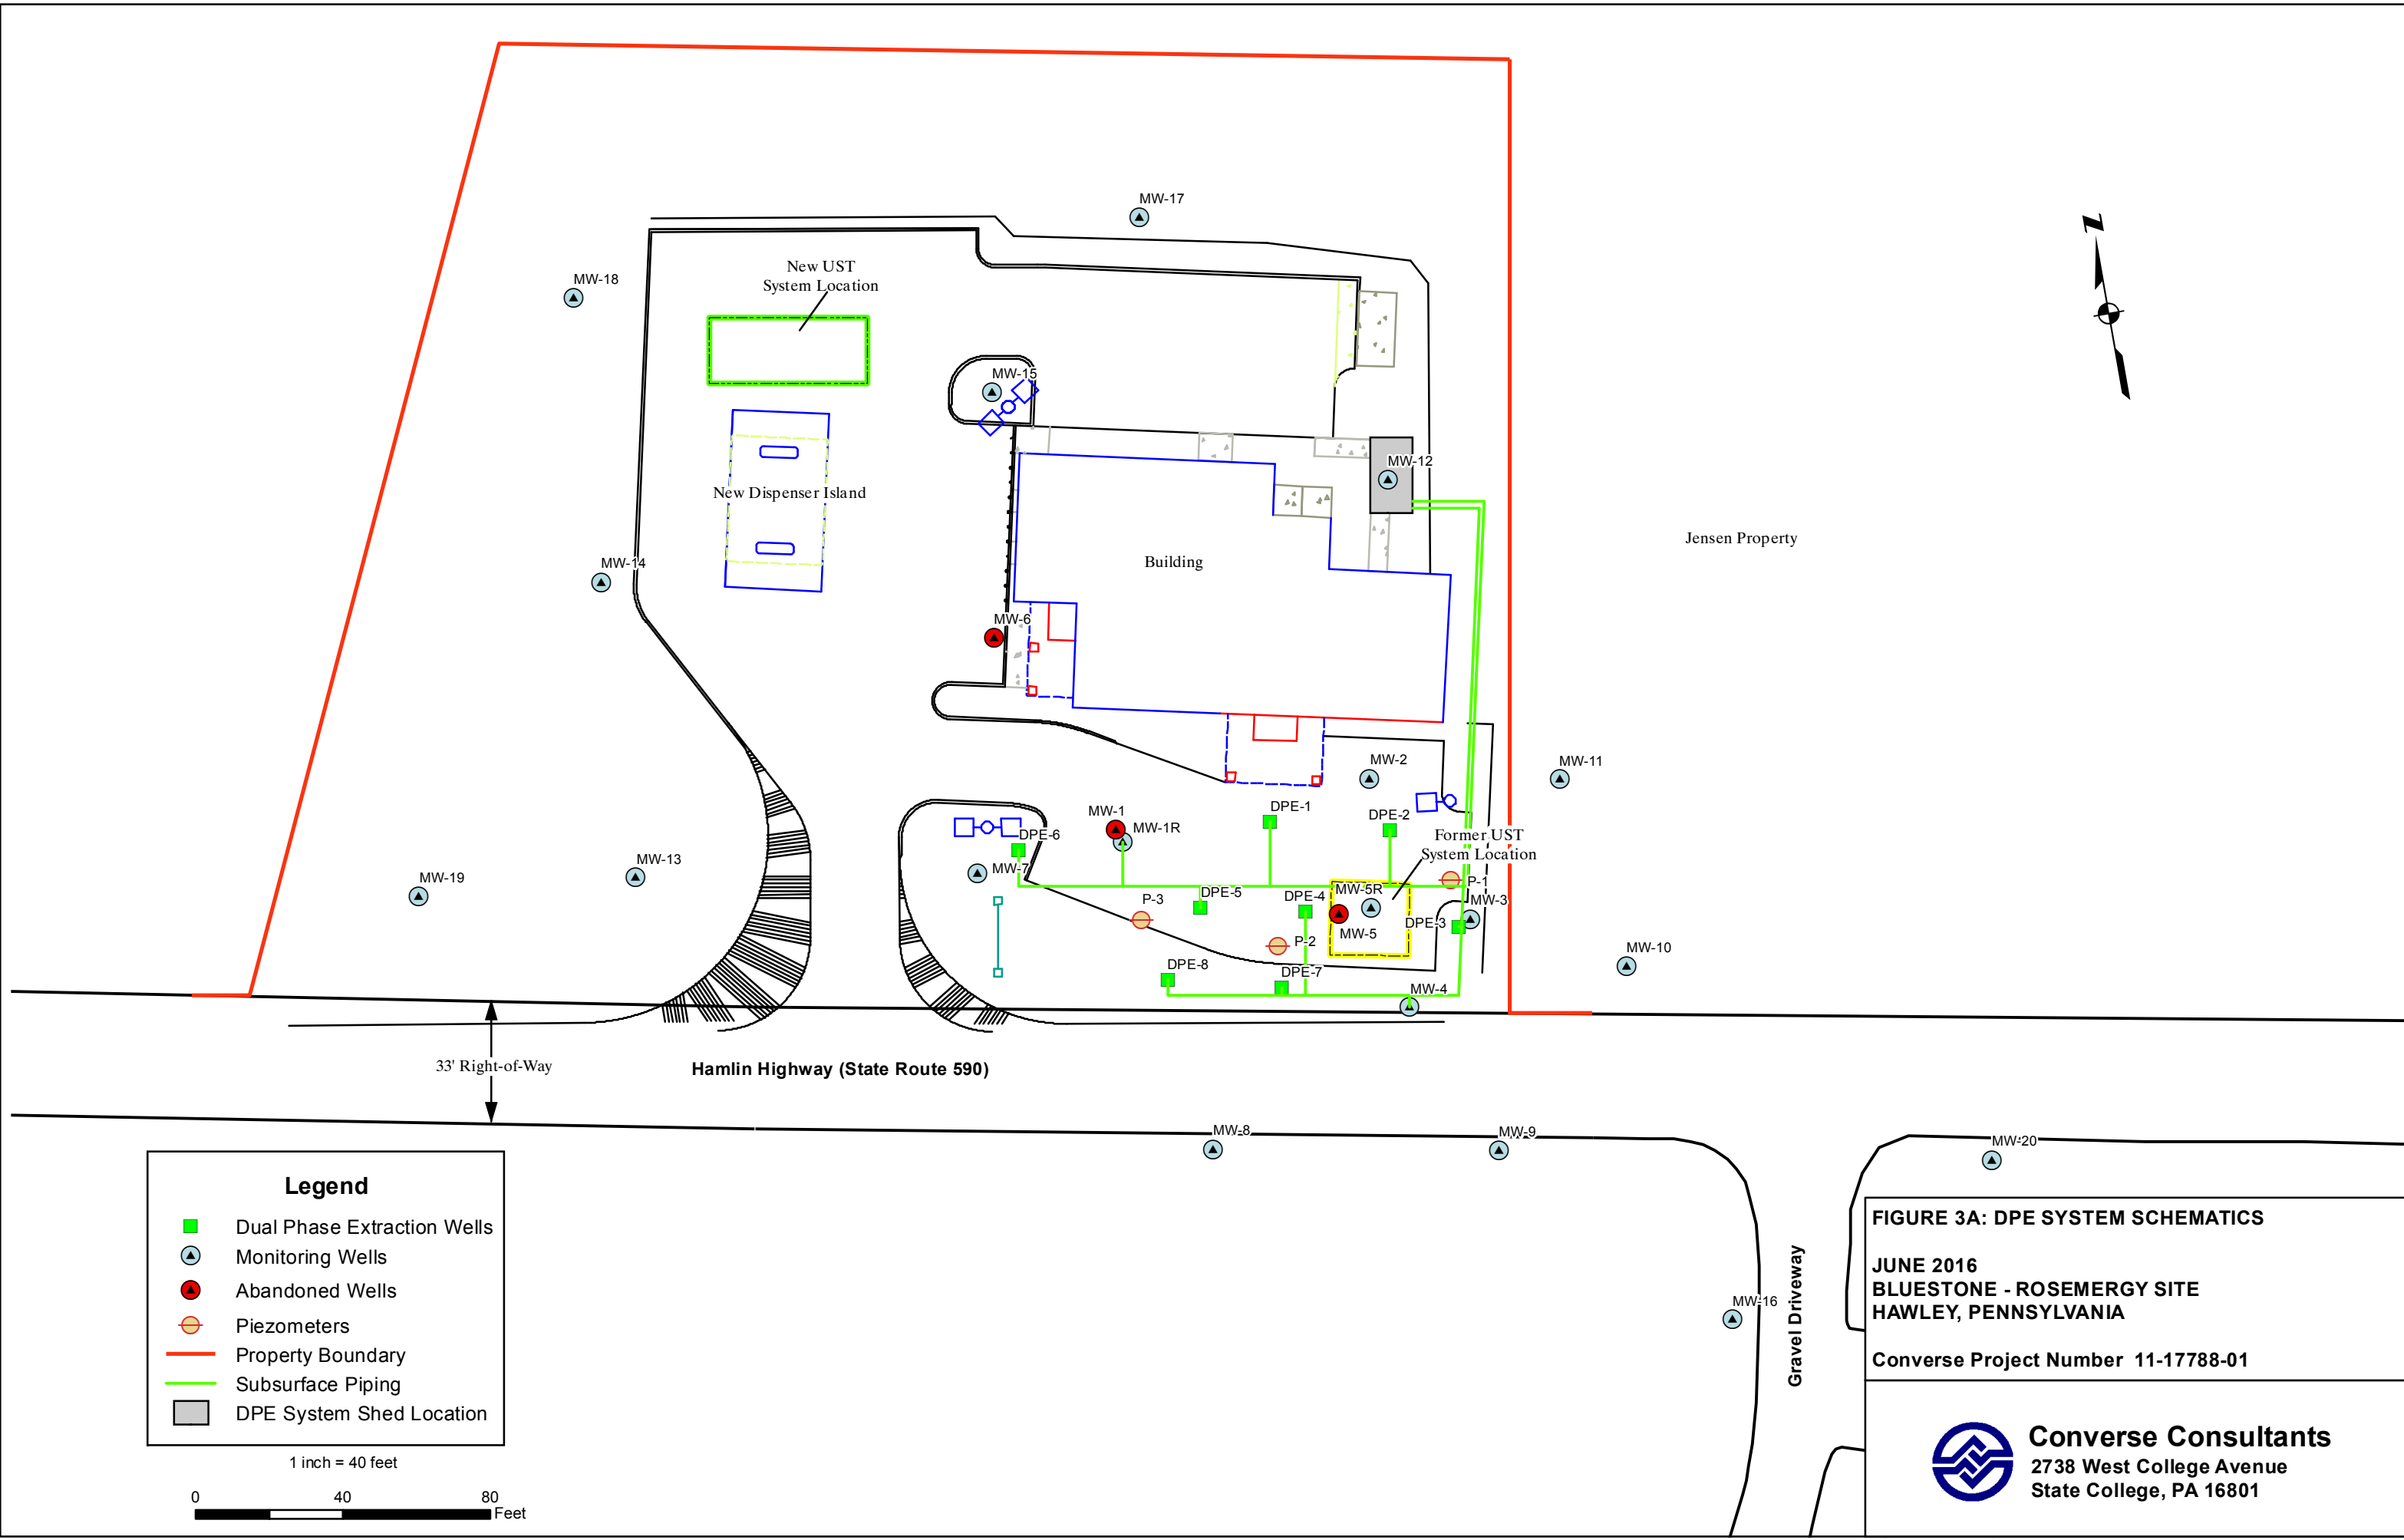 MW-17
N
MW-18
New UST
System Location
MW-15
MW-12
New Dispenser Island
Jensen Property
Building
MW-14
MW-6
MW-2
MW-11
DPE-1
MW-1
DPE-2
MW-1R
DPE-6
Former UST
System Location
MW-13
MW-7
MW-19
P-1
MW-5R
DPE-5
DPE-4
P-3
MW-3
DPE-3
MW-5
P-2
MW-10
DPE-8
DPE-7
MW-4
33' Right-of-Way
Hamlin Highway (State Route 590)
MW-8
MW-9
MW-20
MW-16
Gravel Driveway
Legend
Dual Phase Extraction Wells
Monitoring Wells
Abandoned Wells
Piezometers
Property Boundary
Subsurface Piping
DPE System Shed Location
1 inch = 40 feet
0 40 80
Feet
FIGURE 3A: DPE SYSTEM SCHEMATICS
JUNE 2016
BLUESTONE - ROSEMERGY SITE
HAWLEY, PENNSYLVANIA
Converse Project Number 11-17788-01
Converse Consultants
2738 West College Avenue
State College, PA 16801